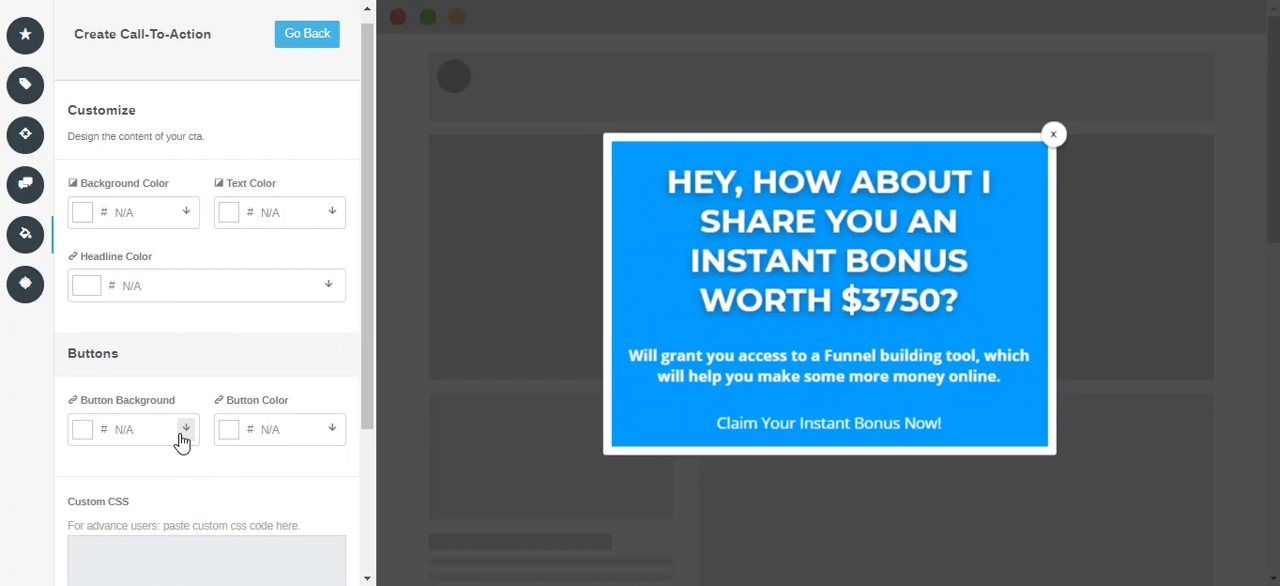 Create Call-To-Action
Go Back
Customize
Design the content of your cta.
Background Color
Text Color
# N/A
# N/A
Headline Color
# N/A
Buttons
Button Background
Button Color
# N/A
# N/A
Custom CSS
For advance users: paste custom css code here.
x
HEY, HOW ABOUT I
SHARE YOU AN
INSTANT BONUS
WORTH $3750?
Will grant you access to a Funnel building tool, which
will help you make some more money online.
Claim Your Instant Bonus Now!